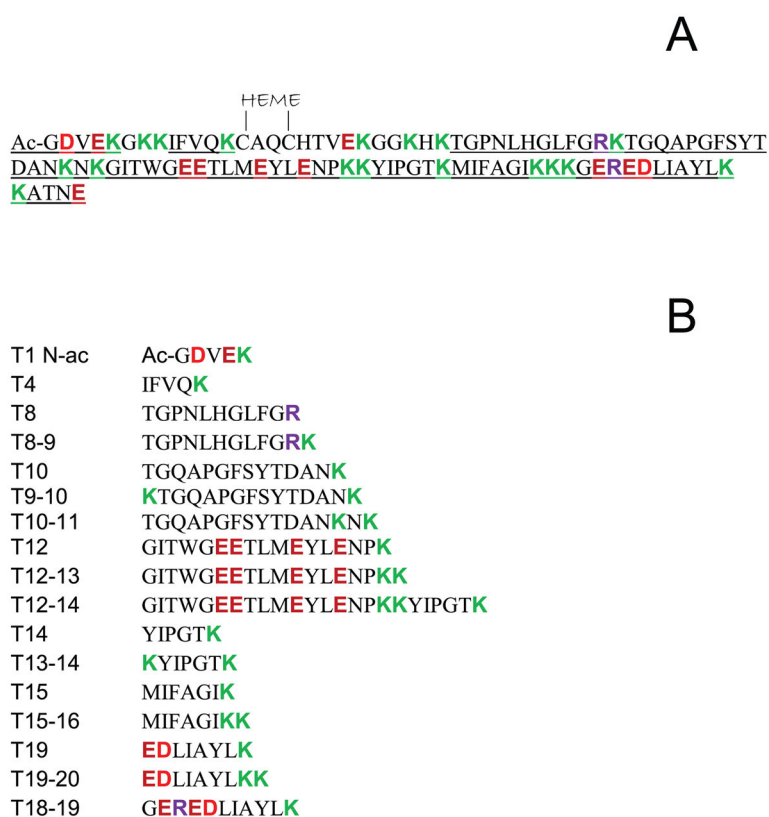 A
HEME
Ac-GDVEKGKKIFVQKCAQCHTVEKGGKHKTGPNLHGLFGRKTGQAPGFSYT
DANKNKGITWGEETLMEYLENPKKYIPGTKMIFAGIKKKGEREDLIAYLK
KATNE
B
T1 N-ac Ac-GDVEK
T4 IFVQK
T8 TGPNLHGLFGR
T8-9 TGPNLHGLFGRK
T10 TGQAPGFSYTDANK
T9-10 KTGQAPGFSYTDANK
T10-11 TGQAPGFSYTDANKNK
T12 GITWGEETLMEYLENPK
T12-13 GITWGEETLMEYLENPKK
T12-14 GITWGEETLMEYLENPKKYIPGTK
T14 YIPGTK
T13-14 KYIPGTK
T15 MIFAGIK
T15-16 MIFAGIKK
T19 EDLIAYLK
T19-20 EDLIAYLKK
T18-19 GEREDLIAYLK